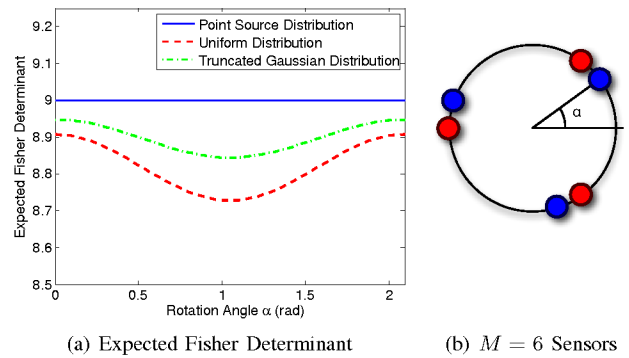 Expected Fisher Determinant
9.2
9.1
9
8.9
8.8
8.7
8.6
8.5
Point Source Distribution
Uniform Distribution
Truncated Gaussian Distribution
0
0.5
1
1.5
2
Rotation Angle α (rad)
α
(a) Expected Fisher Determinant
(b) M = 6 Sensors